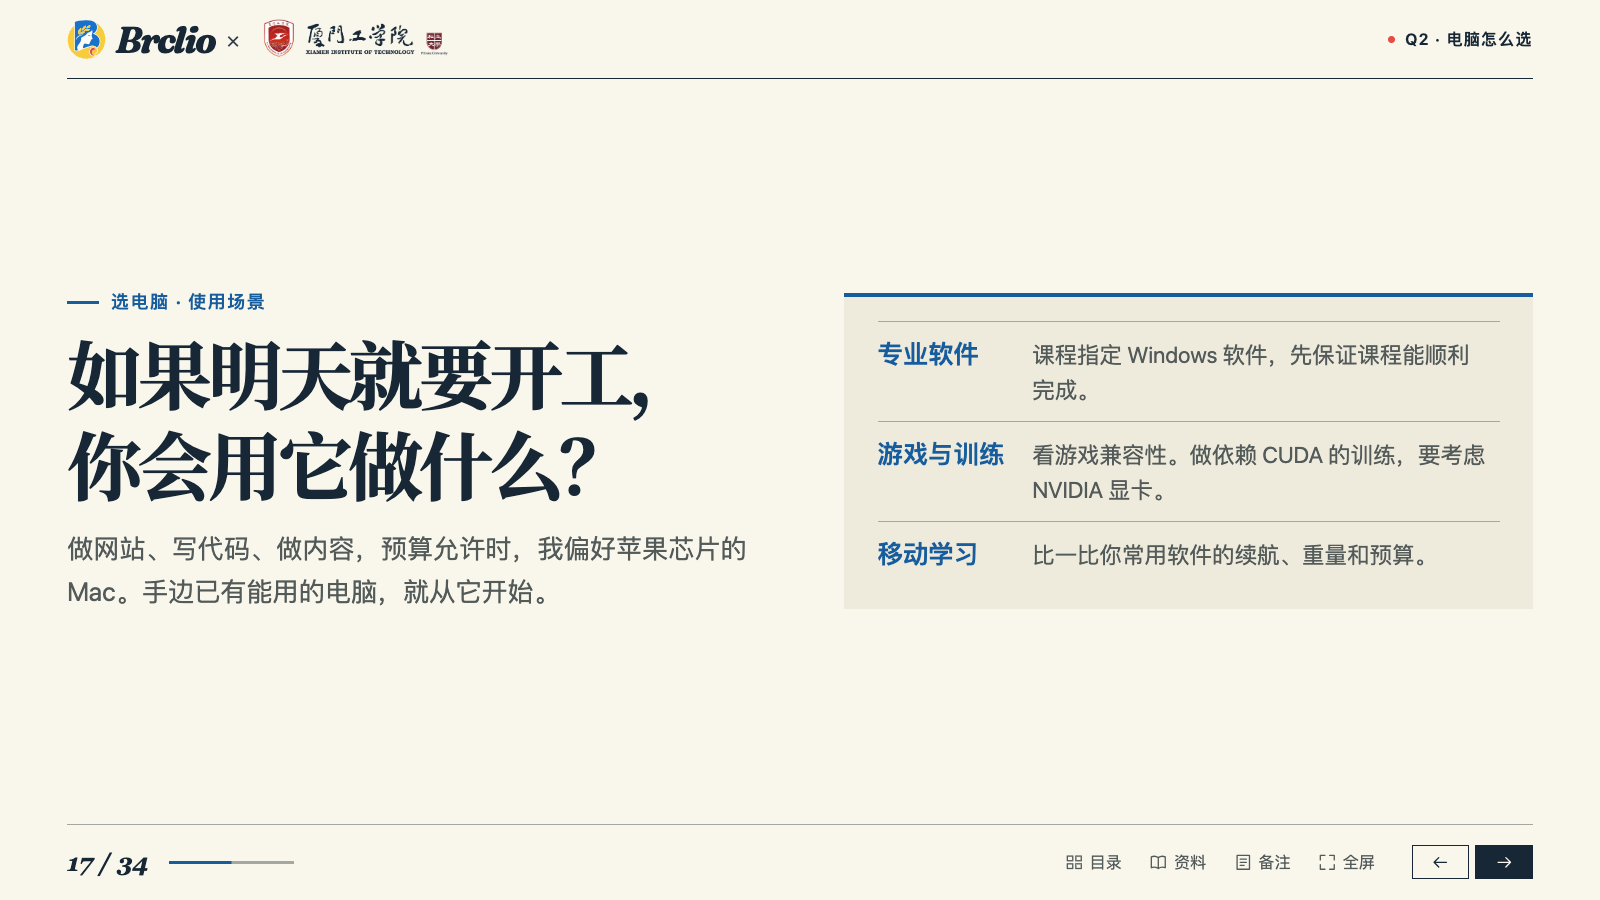 Brclio ×
厦門工学院
XIAMEN INSTITUTE OF TECHNOLOGY
Q2 · 电脑怎么选
选电脑 · 使用场景
如果明天就要开工，
你会用它做什么？
做网站、写代码、做内容，预算允许时，我偏好苹果芯片的
Mac。手边已有能用的电脑，就从它开始。
专业软件
课程指定 Windows 软件，先保证课程能顺利
完成。
游戏与训练
看游戏兼容性。做依赖 CUDA 的训练，要考虑
NVIDIA 显卡。
移动学习
比一比你常用软件的续航、重量和预算。
17 / 34
目录
资料
备注
全屏
← →